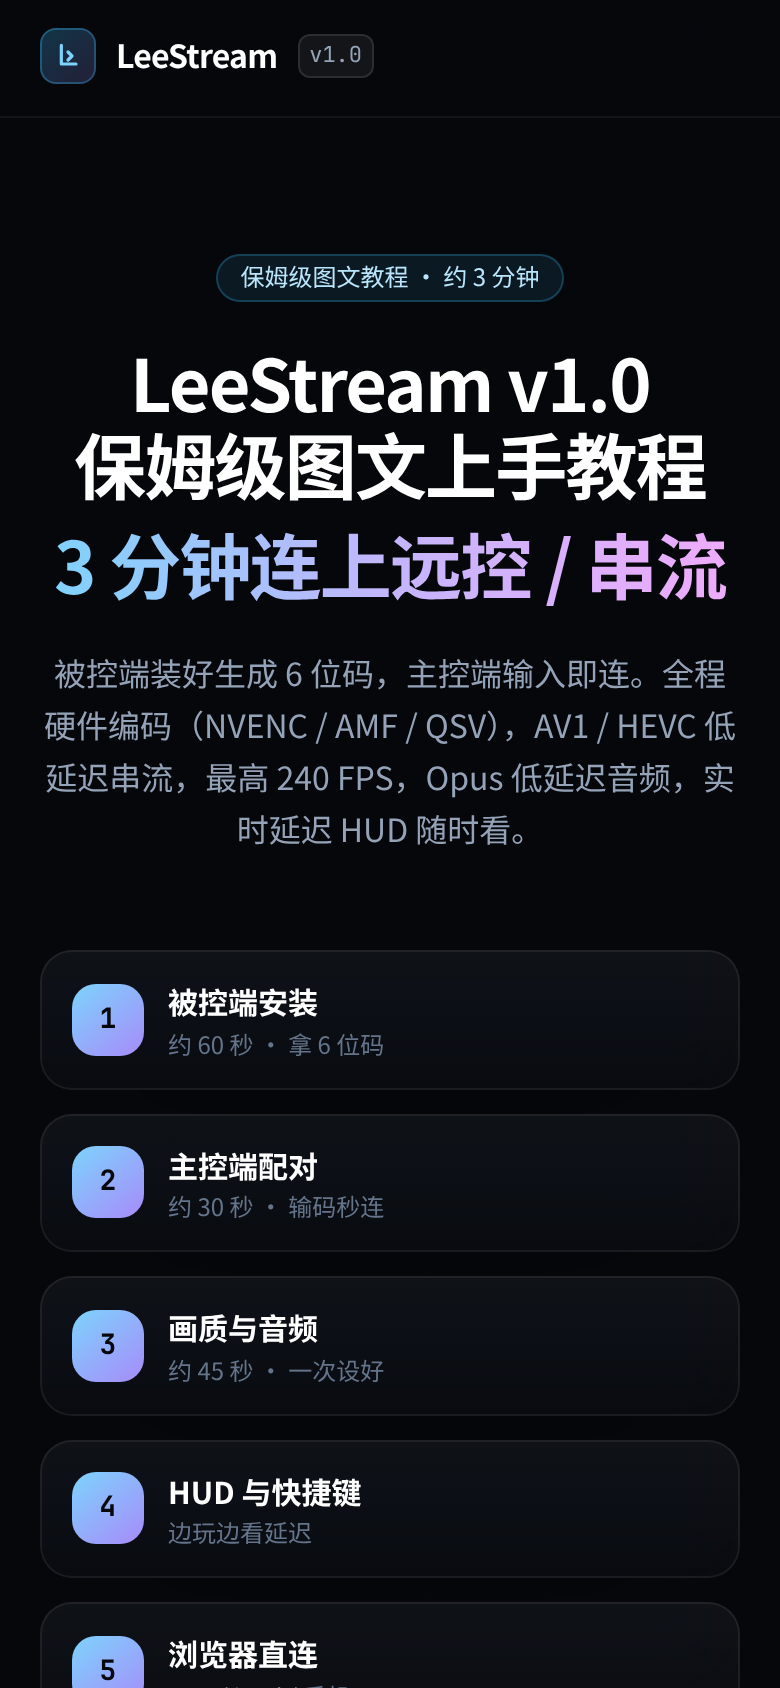 LeeStream v1.0
保姆级图文教程 · 约 3 分钟
LeeStream v1.0
保姆级图文上手教程
3 分钟连上远控 / 串流
被控端装好生成 6 位码，主控端输入即连。全程
硬件编码（NVENC / AMF / QSV），AV1 / HEVC 低
延迟串流，最高 240 FPS，Opus 低延迟音频，实
时延迟 HUD 随时看。
1
被控端安装
约 60 秒 · 拿 6 位码
2
主控端配对
约 30 秒 · 输码秒连
3
画质与音频
约 45 秒 · 一次设好
4
HUD 与快捷键
边玩边看延迟
5
浏览器直连